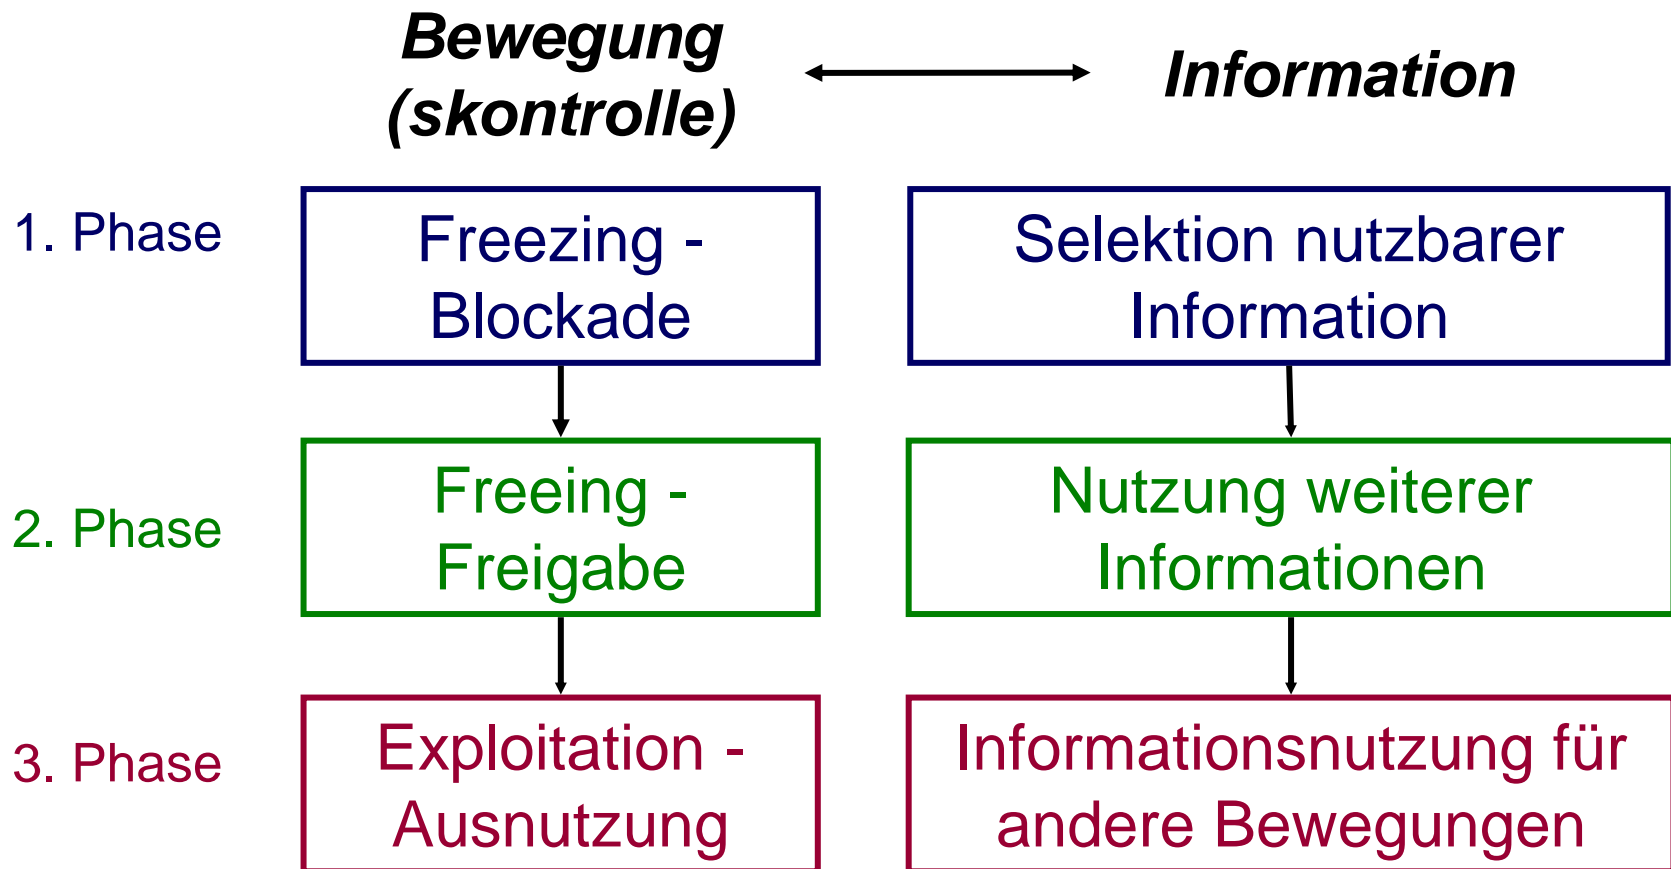 Bewegung
(skontrolle)
Information
1. Phase
Freezing -
Blockade
Selektion nutzbarer
Information
2. Phase
Freeing -
Freigabe
Nutzung weiterer
Informationen
3. Phase
Exploitation -
Ausnutzung
Informationsnutzung für
andere Bewegungen